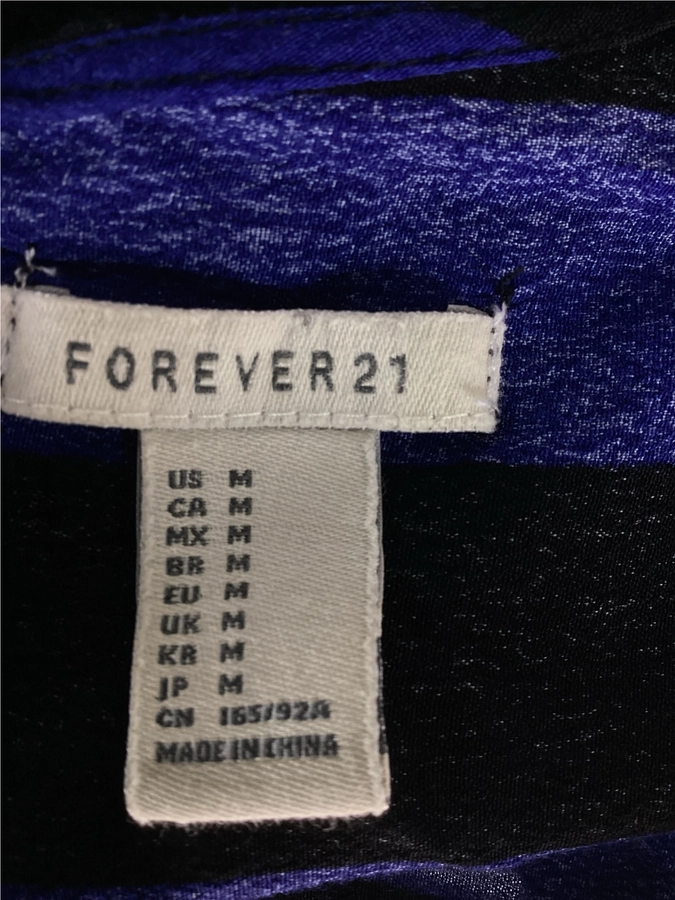 FOREVER 21
US M
CA M
MX M
BR M
EU M
UK M
KR M
JP M
CN 165/92A
MADE IN CHINA